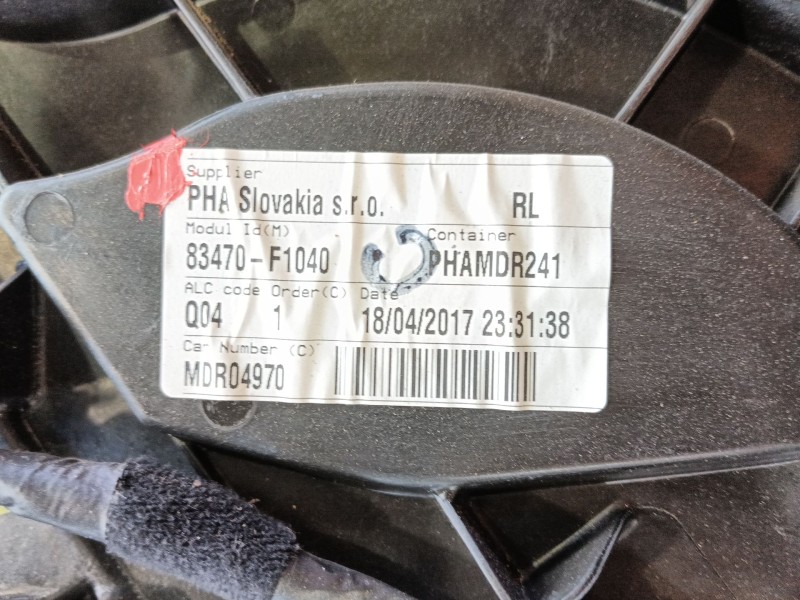 Supplier
PHA Slovakia s.r.o. RL
Modul Id(M) Container
83470-F1040 PHAMDR241
ALC code Order(C) Date
Q04 1 18/04/2017 23:31:38
Car Number (C)
MDR04970